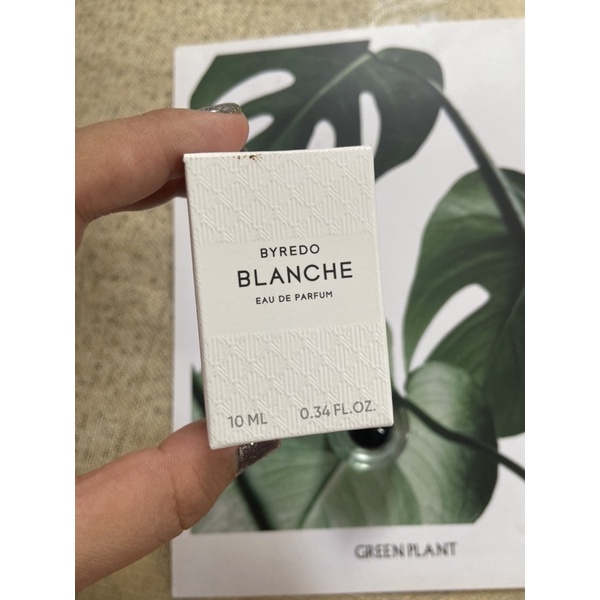 BYREDO
BLANCHE
EAU DE PARFUM
10 ML 0.34 FL.OZ.
GREEN PLANT